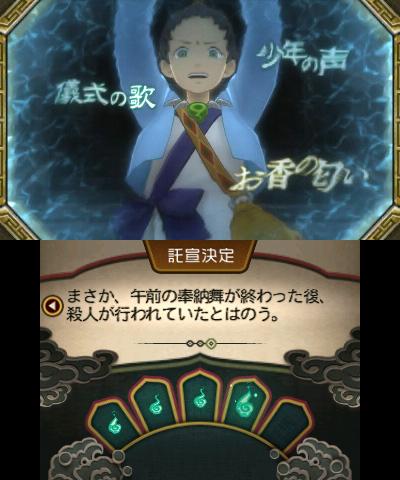 少年の声
儀式の歌
お香の匂い
託宣決定
まさか、午前の奉納舞が終わった後、
殺人が行われていたとはのう。